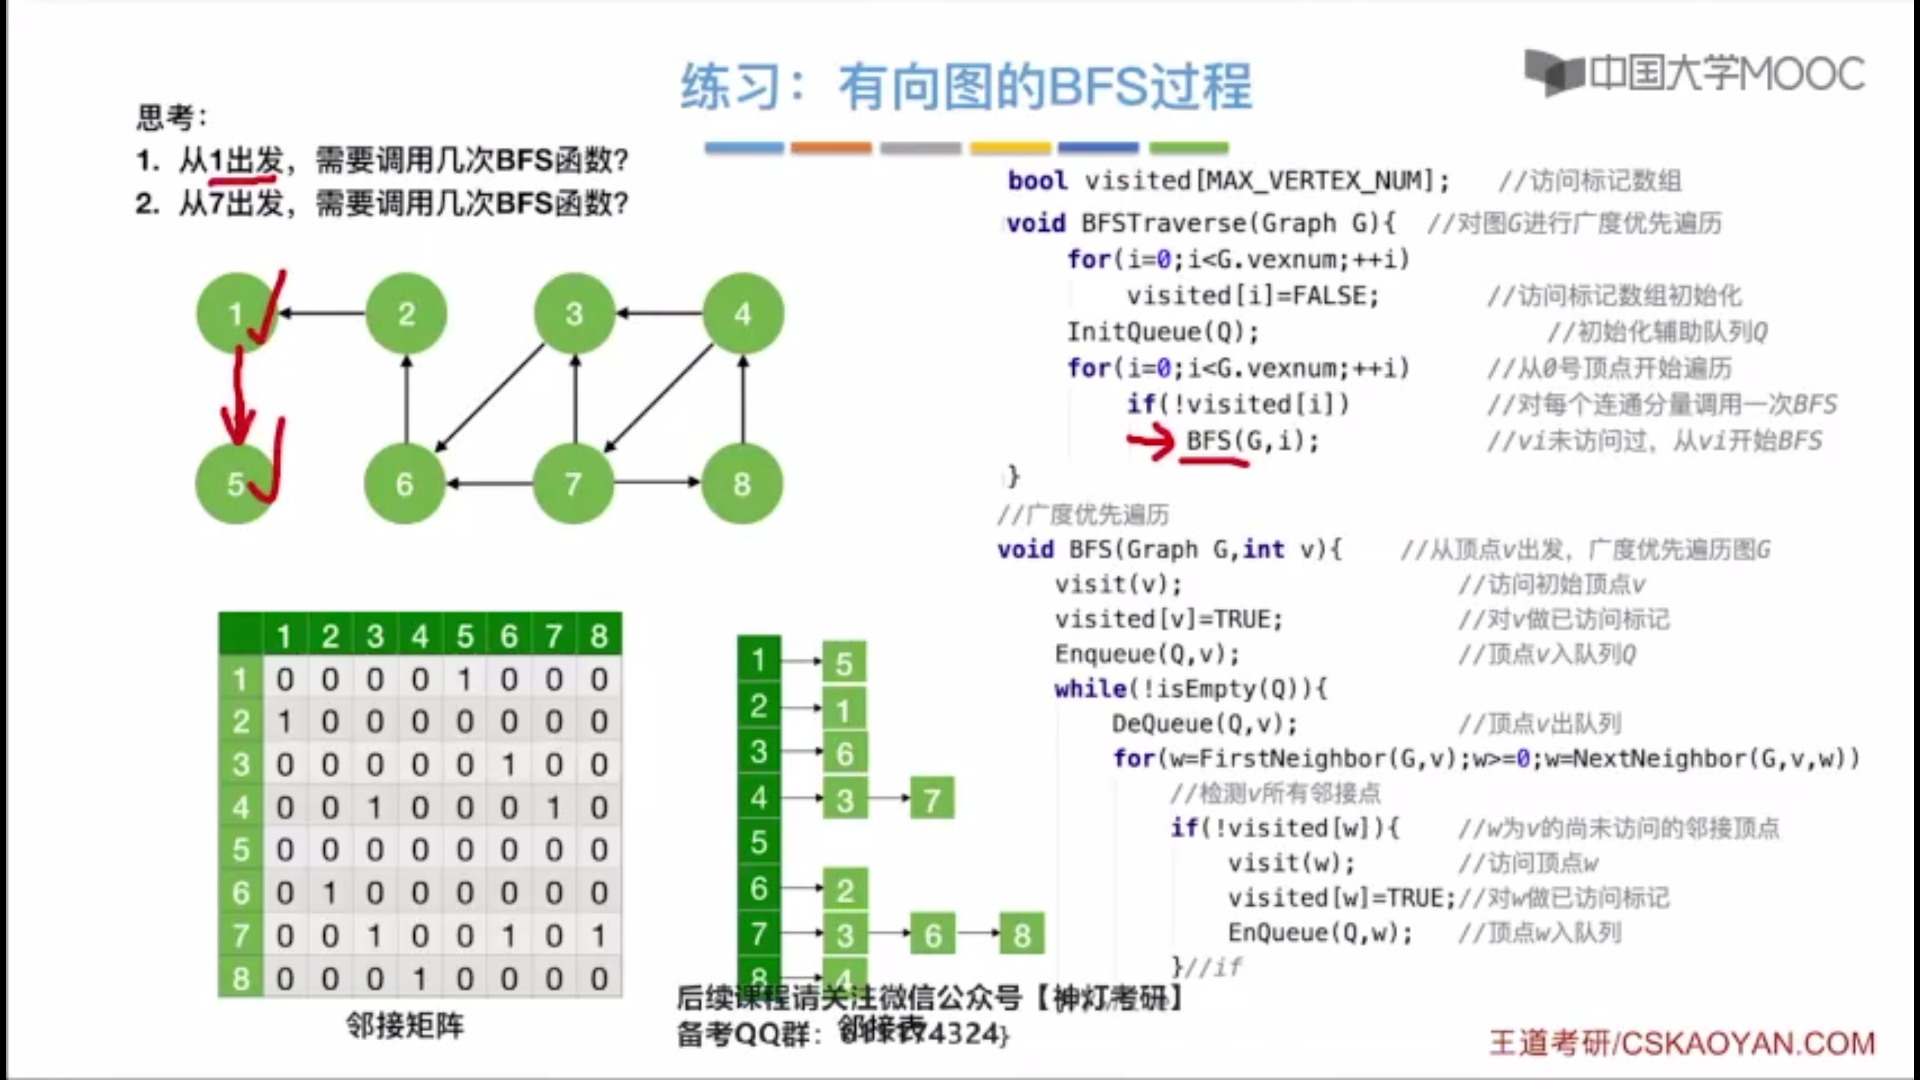 练习：有向图的BFS过程
中国大学MOOC
思考：
1. 从1出发，需要调用几次BFS函数？
2. 从7出发，需要调用几次BFS函数？
1 2 3 4
5 6 7 8
1 2 3 4 5 6 7 8
1 0 0 0 0 1 0 0 0
2 1 0 0 0 0 0 0 0
3 0 0 0 0 0 1 0 0
4 0 0 1 0 0 0 1 0
5 0 0 0 0 0 0 0 0
6 0 1 0 0 0 0 0 0
7 0 0 1 0 0 1 0 1
8 0 0 0 1 0 0 0 0
邻接矩阵
1 5
2 1
3 6
4 3 7
5
6 2
7 3 6 8
8 4
邻接表
bool visited[MAX_VERTEX_NUM]; //访问标记数组
void BFSTraverse(Graph G){ //对图G进行广度优先遍历
for(i=0;i<G.vexnum;++i)
visited[i]=FALSE; //访问标记数组初始化
InitQueue(Q); //初始化辅助队列Q
for(i=0;i<G.vexnum;++i) //从0号顶点开始遍历
if(!visited[i]) //对每个连通分量调用一次BFS
BFS(G,i); //vi未访问过，从vi开始BFS
}
//广度优先遍历
void BFS(Graph G,int v){ //从顶点v出发，广度优先遍历图G
visit(v); //访问初始顶点v
visited[v]=TRUE; //对v做已访问标记
Enqueue(Q,v); //顶点v入队列Q
while(!isEmpty(Q)){
DeQueue(Q,v); //顶点v出队列
for(w=FirstNeighbor(G,v);w>=0;w=NextNeighbor(G,v,w))
//检测v所有邻接点
if(!visited[w]){ //w为v的尚未访问的邻接顶点
visit(w); //访问顶点w
visited[w]=TRUE;//对w做已访问标记
EnQueue(Q,w); //顶点w入队列
}//if
}
后续课程请关注微信公众号【神灯考研】
备考QQ群：
王道考研/CSKAOYAN.COM